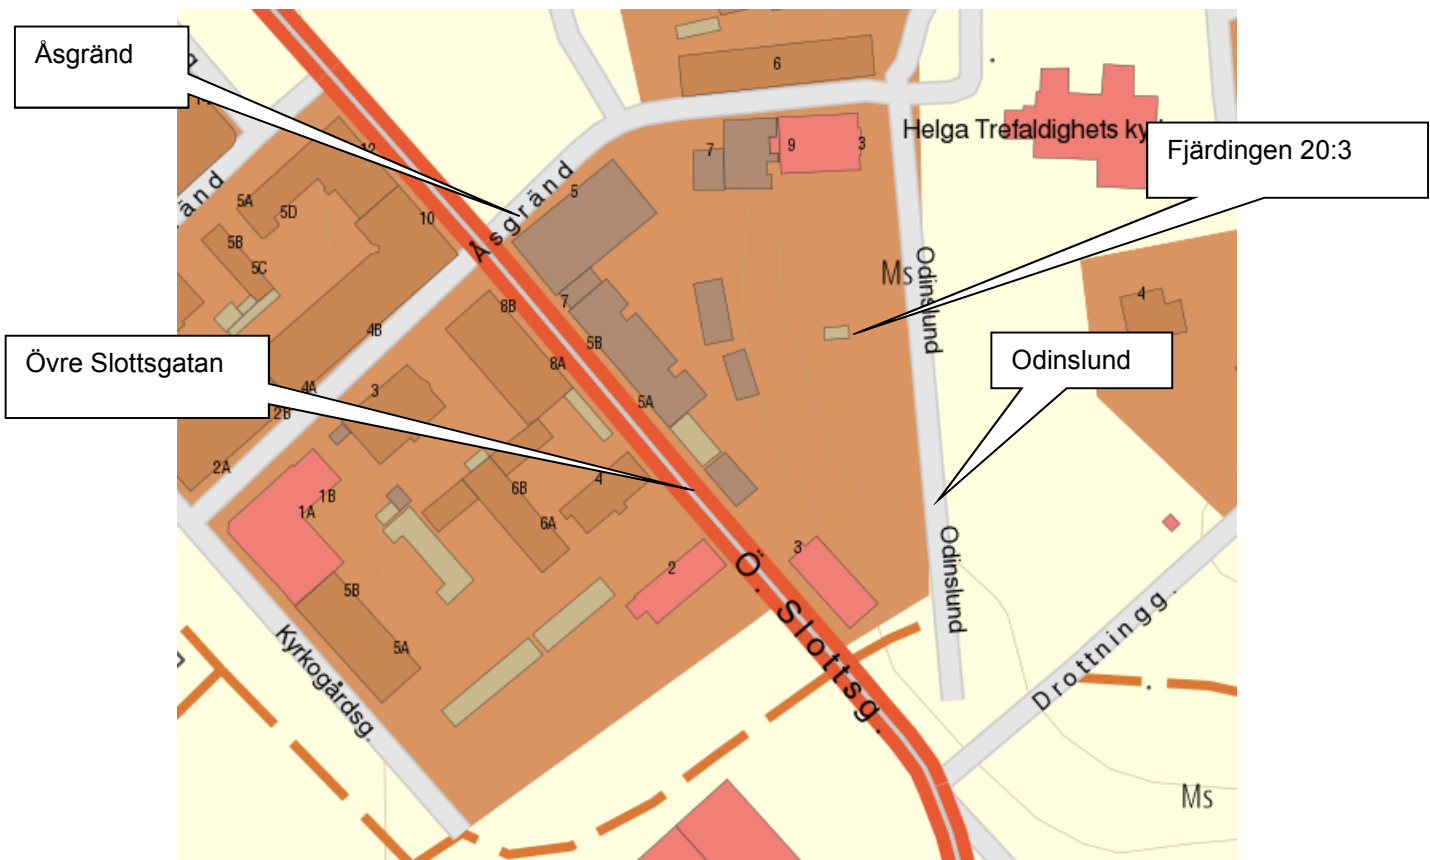 Åsgränd
Fjärdingen 20:3
Övre Slottsgatan
Odinslund
Helga Trefaldighets ky
Åsgränd
änd
Odinslund
Odinslund
Ö. Slottsg.
Drottningg.
Kyrkogårdsg.
Ms
Ms
6
12
10
5
7
9
3
5A
5D
5B
5C
4B
4A
2B
2A
8B
8A
7
5B
5A
3
1B
1A
6B
6A
4
4
2
3
5B
5A